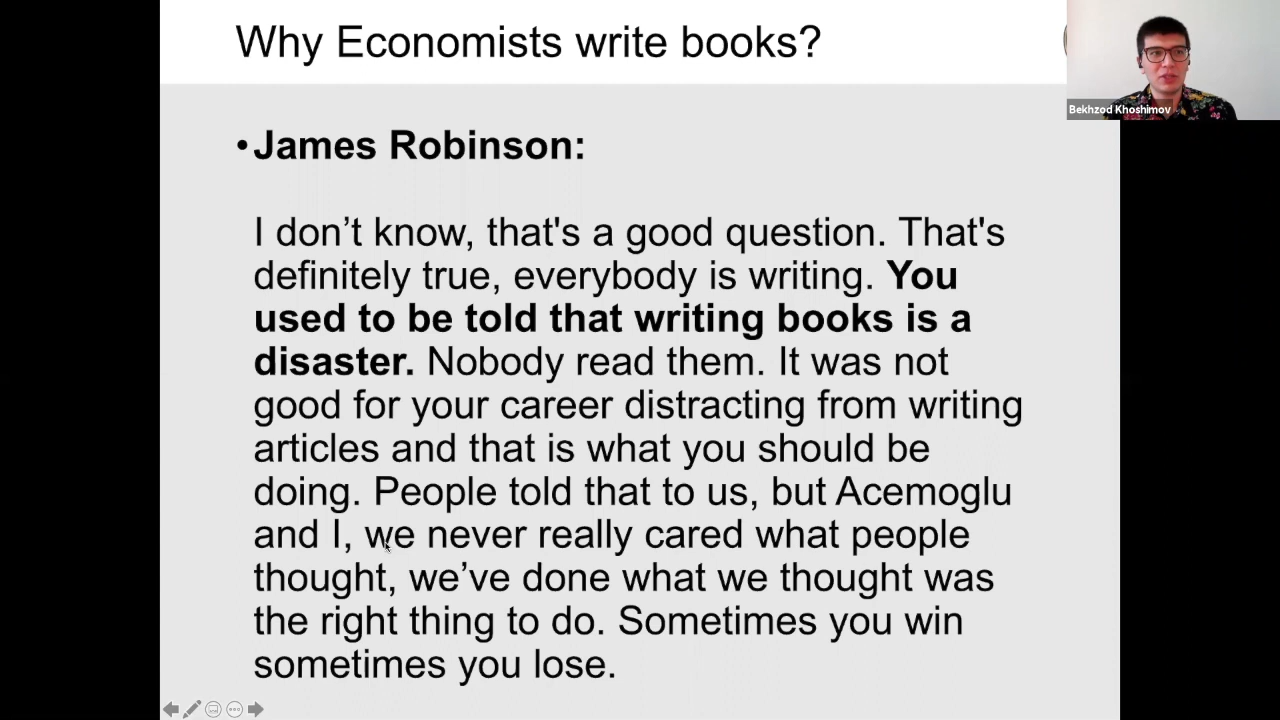 Why Economists write books?
Bekhzod Khoshimov
•James Robinson:
I don’t know, that's a good question. That's
definitely true, everybody is writing. You
used to be told that writing books is a
disaster. Nobody read them. It was not
good for your career distracting from writing
articles and that is what you should be
doing. People told that to us, but Acemoglu
and I, we never really cared what people
thought, we’ve done what we thought was
the right thing to do. Sometimes you win
sometimes you lose.